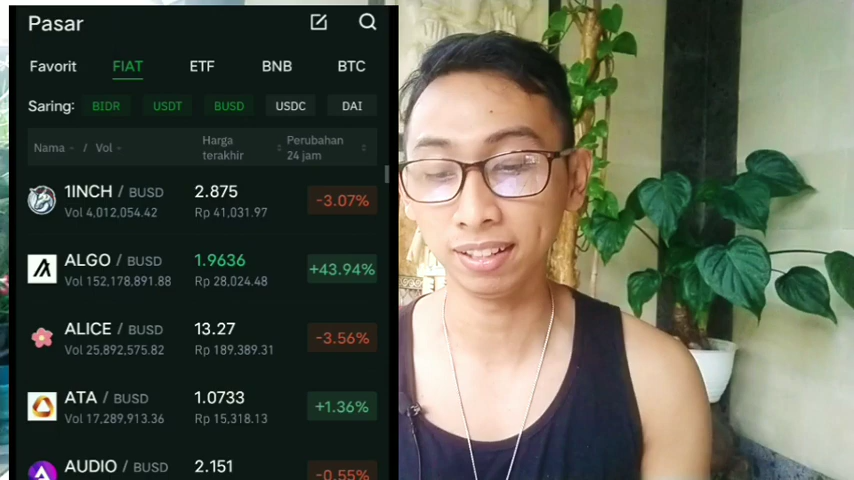 Pasar
Favorit FIAT ETF BNB BTC
Saring: BIDR USDT BUSD USDC DAI
Nama / Vol Harga terakhir Perubahan 24 jam
1INCH / BUSD 2.875 -3.07%
Vol 4,012,054.42 Rp 41,031.97
ALGO / BUSD 1.9636 +43.94%
Vol 152,178,891.88 Rp 28,024.48
ALICE / BUSD 13.27 -3.56%
Vol 25,892,575.82 Rp 189,389.31
ATA / BUSD 1.0733 +1.36%
Vol 17,289,913.36 Rp 15,318.13
AUDIO / BUSD 2.151 -0.55%